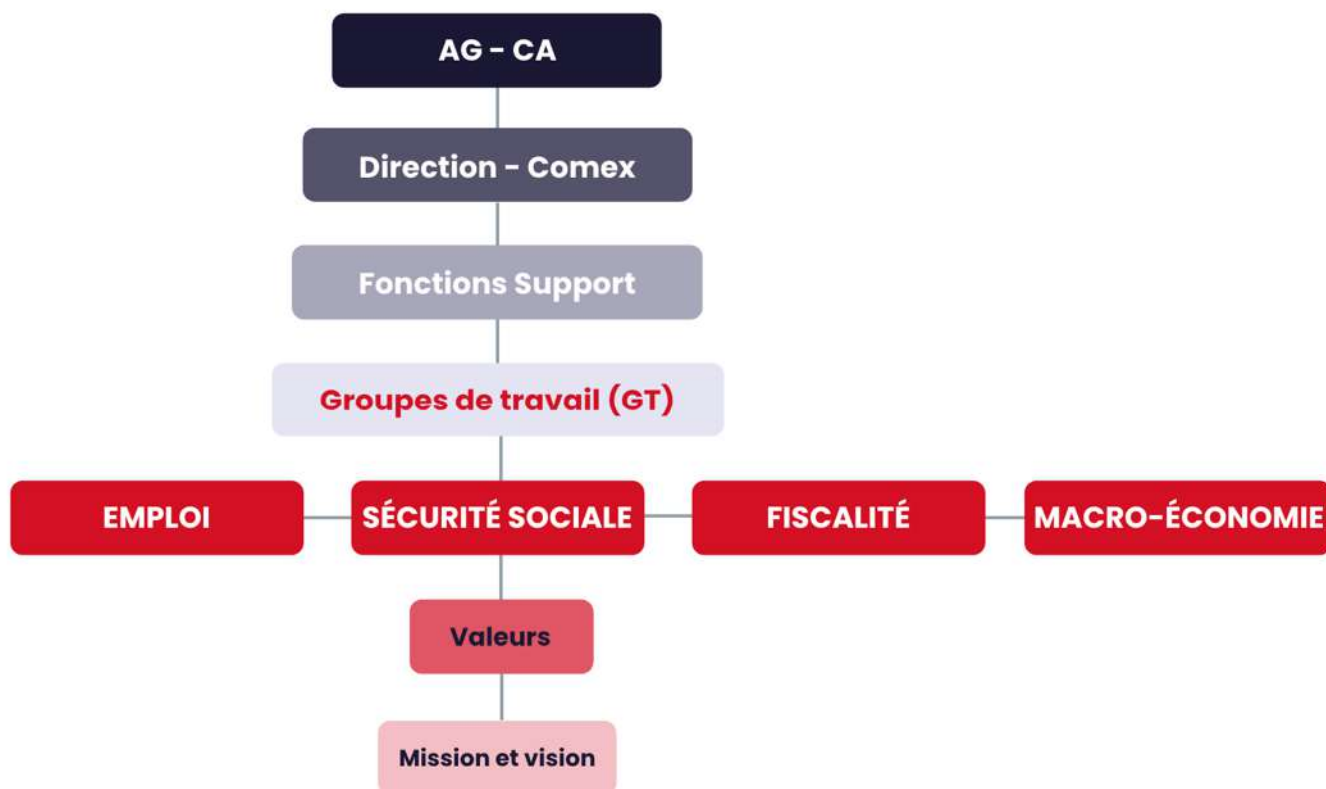 AG - CA
Direction - Comex
Fonctions Support
Groupes de travail (GT)
EMPLOI
SÉCURITÉ SOCIALE
FISCALITÉ
MACRO-ÉCONOMIE
Valeurs
Mission et vision